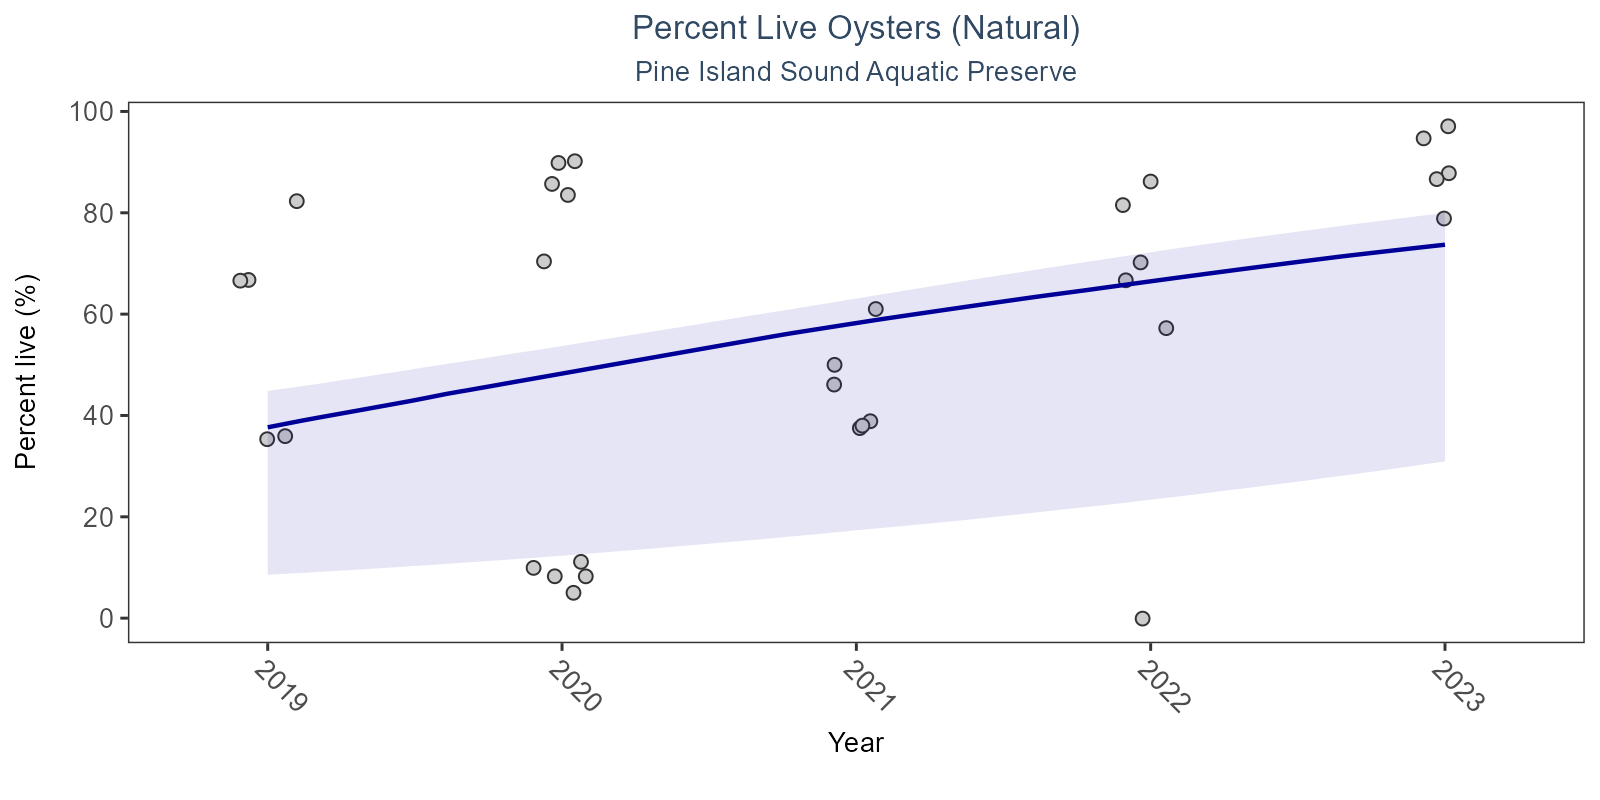 Percent Live Oysters (Natural)
Pine Island Sound Aquatic Preserve
Percent live (%)
100
80
60
40
20
0
2019
2020
2021
2022
2023
Year